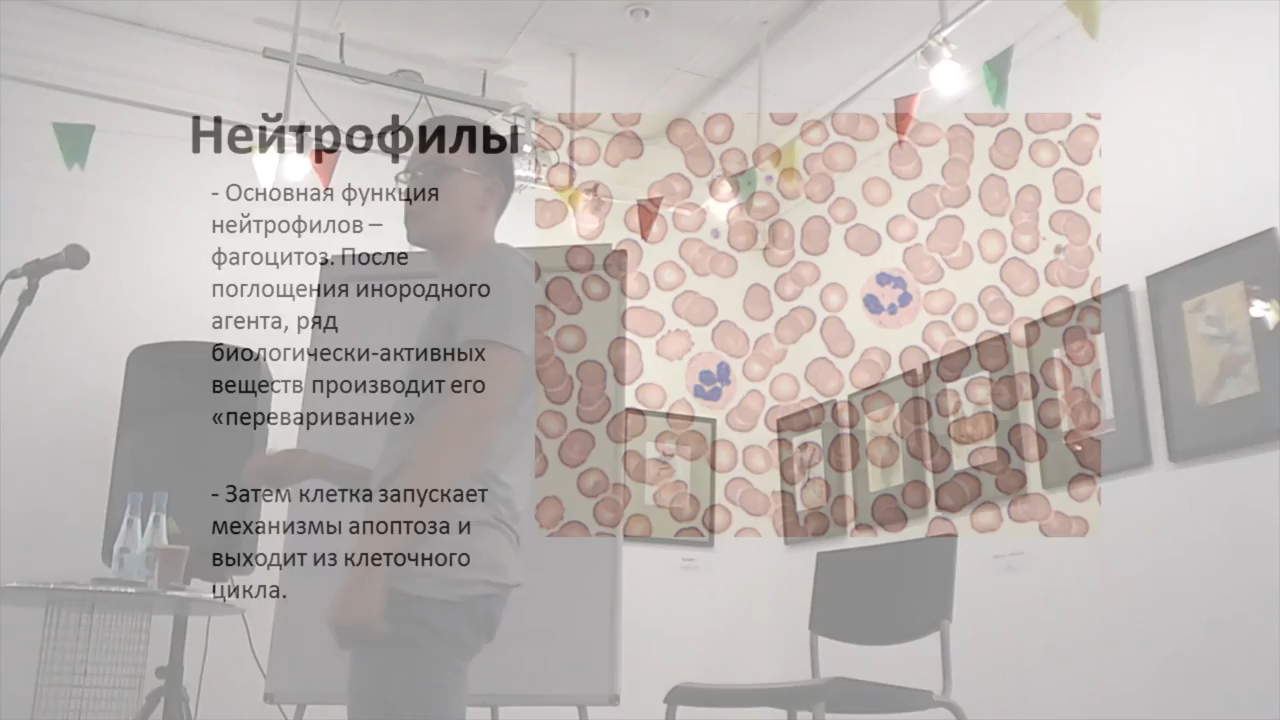 Нейтрофилы
- Основная функция
нейтрофилов –
фагоцитоз. После
поглощения инородного
агента, ряд
биологически-активных
веществ производит его
«переваривание»
- Затем клетка запускает
механизмы апоптоза и
выходит из клеточного
цикла.